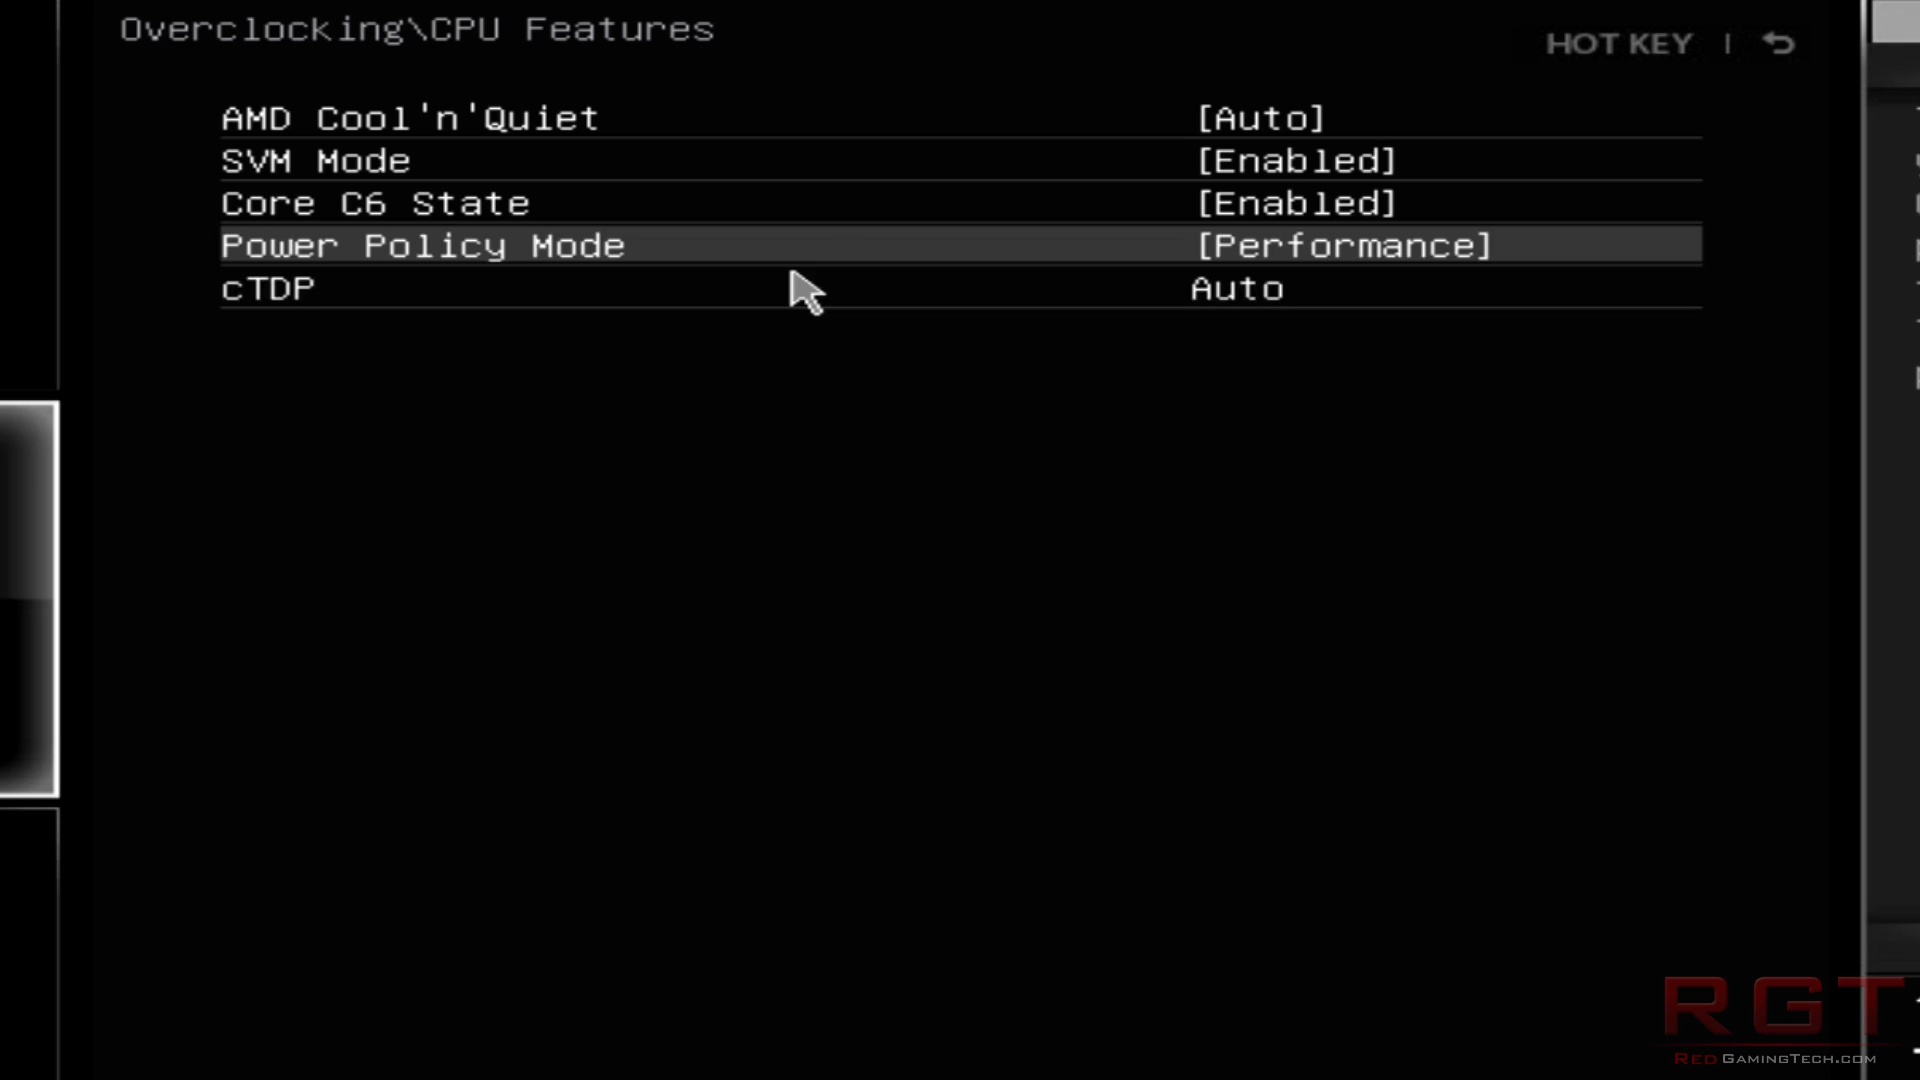 Overclocking\CPU Features
HOT KEY |
AMD Cool'n'Quiet [Auto]
SVM Mode [Enabled]
Core C6 State [Enabled]
Power Policy Mode [Performance]
cTDP Auto
RGT
RED GAMINGTECH.COM